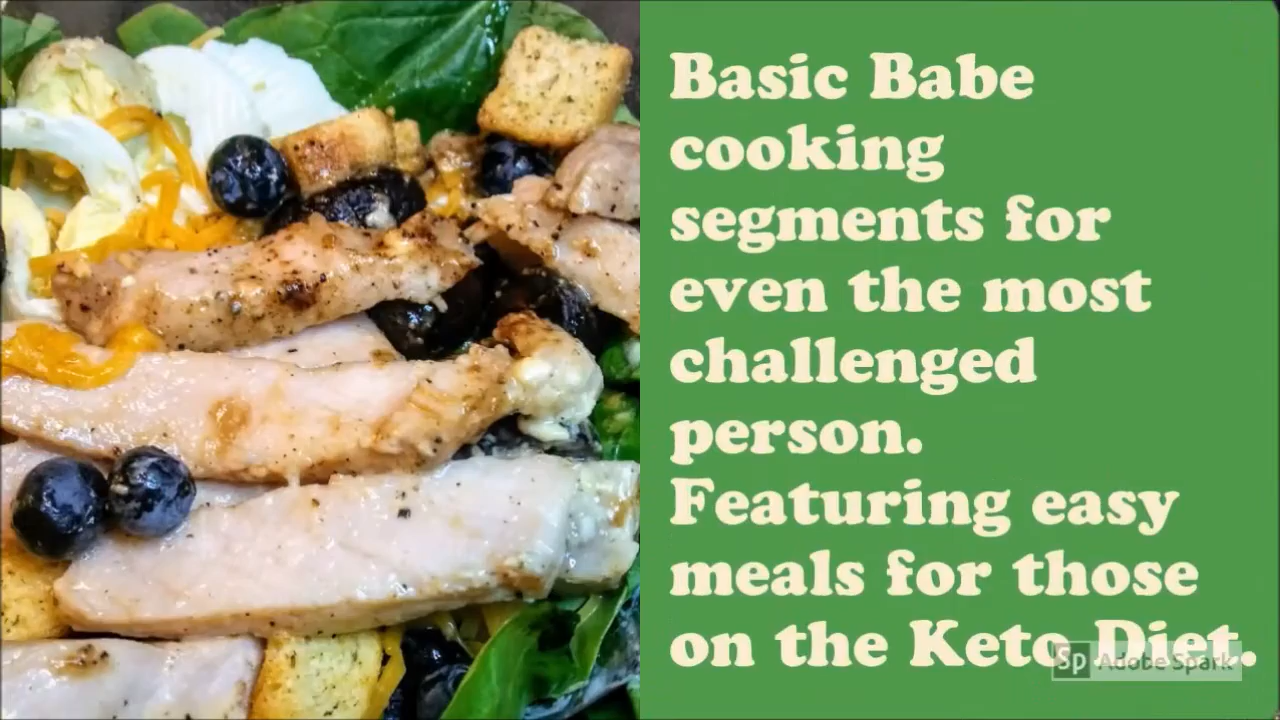 Basic Babe
cooking
segments for
even the most
challenged
person.
Featuring easy
meals for those
on the Keto Diet.
Sp Adobe Spark